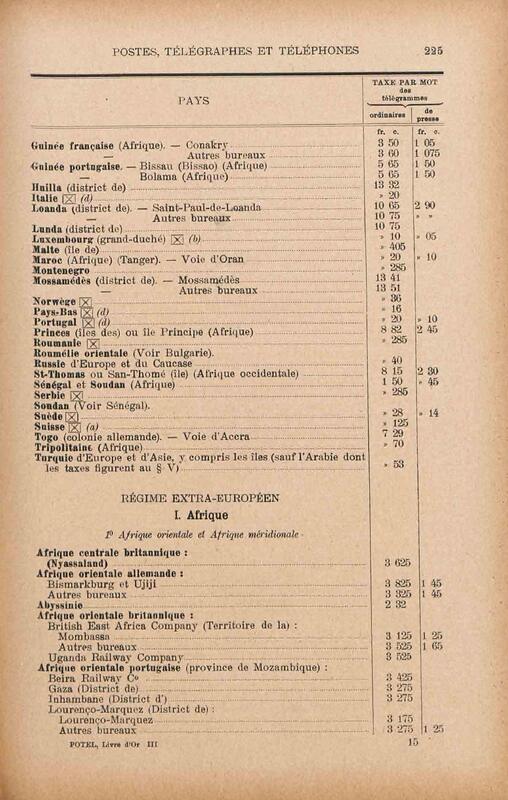 POSTES, TÉLÉGRAPHES ET TÉLÉPHONES 225
PAYS
TAXE PAR MOT
des
télégrammes
ordinaires
de
presse
fr. c. fr. c.
Guinée française (Afrique). — Conakry 3 50 1 05
— Autres bureaux 3 60 1 075
Guinée portugaise. — Bissau (Bissao) (Afrique) 5 65 1 50
— Bolama (Afrique) 5 65 1 50
Huilla (district de) 13 32
Italie ☒ (d) » 20
Loanda (district de). — Saint-Paul-de-Loanda 10 65 2 90
— Autres bureaux 10 75 » »
Lunda (district de) 10 75
Luxembourg (grand-duché) ☒ (b) » 10 » 05
Malte (île de) » 405
Maroc (Afrique) (Tanger). — Voie d'Oran » 20 » 10
Montenegro » 285
Mossamédès (district de). — Mossamédès 13 41
— Autres bureaux 13 51
Norwège ☒ » 36
Pays-Bas ☒ (d) » 16
Portugal ☒ (d) » 20 » 10
Princes (îles des) ou île Principe (Afrique) 8 82 2 45
Roumanie ☒ » 285
Roumélie orientale (Voir Bulgarie).
Russie d'Europe et du Caucase » 40
St-Thomas ou San-Thomé (île) (Afrique occidentale) 8 15 2 30
Sénégal et Soudan (Afrique) 1 50 » 45
Serbie ☒ » 285
Soudan (Voir Sénégal).
Suède ☒ » 28 » 14
Suisse ☒ (a) » 125
Togo (colonie allemande). — Voie d'Accra 7 29
Tripolitaine (Afrique) » 70
Turquie d'Europe et d'Asie, y compris les îles (sauf l'Arabie dont
les taxes figurent au § V) » 53
RÉGIME EXTRA-EUROPÉEN
I. Afrique
1º Afrique orientale et Afrique méridionale
Afrique centrale britannique :
(Nyassaland) 3 625
Afrique orientale allemande :
Bismarkburg et Ujiji 3 825 1 45
Autres bureaux 3 325 1 45
Abyssinie 2 32
Afrique orientale britannique :
British East Africa Company (Territoire de la) :
Mombassa 3 125 1 25
Autres bureaux 3 525 1 65
Uganda Railway Company 3 525
Afrique orientale portugaise (province de Mozambique) :
Beira Railway Cº 3 425
Gaza (District de) 3 275
Inhambane (District d') 3 275
Lourenço-Marquez (District de) :
Lourenço-Marquez 3 175
Autres bureaux 3 275 1 25
POTEL, Livre d'Or III 15